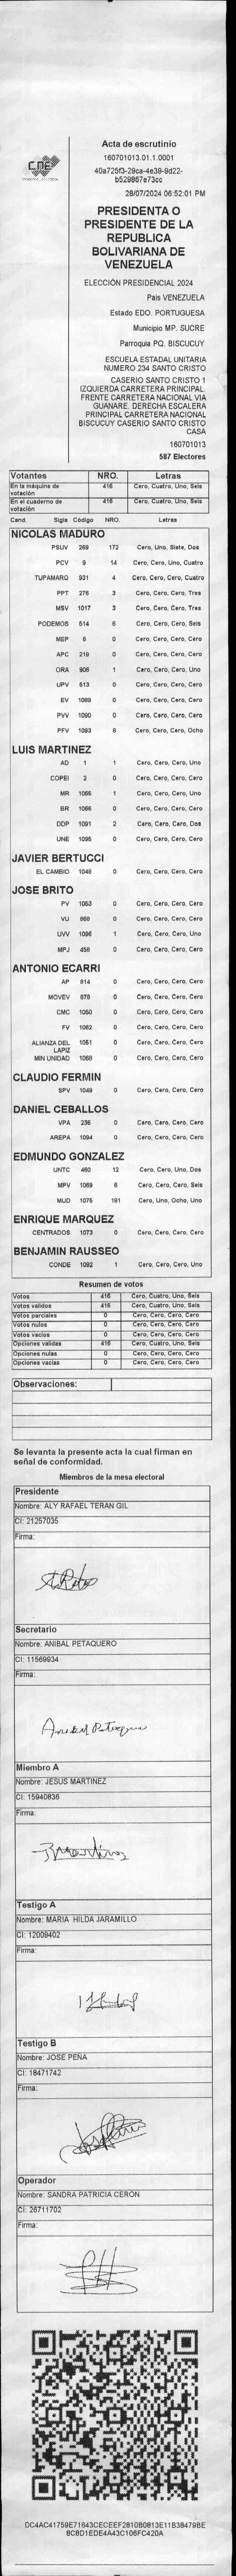 CNE
Acta de escrutinio
160701013.01.1.0001
40a725f3-29ca-4e39-9d22-
b529867e73cc
28/07/2024 06:52:01 PM
PRESIDENTA O
PRESIDENTE DE LA
REPUBLICA
BOLIVARIANA DE
VENEZUELA
ELECCIÓN PRESIDENCIAL 2024
Pais VENEZUELA
Estado EDO. PORTUGUESA
Municipio MP. SUCRE
Parroquia PQ. BISCUCUY
ESCUELA ESTADAL UNITARIA
NUMERO 234 SANTO CRISTO
CASERIO SANTO CRISTO 1
IZQUIERDA CARRETERA PRINCIPAL.
FRENTE CARRETERA NACIONAL VIA
GUANARE. DERECHA ESCALERA
PRINCIPAL CARRETERA NACIONAL
BISCUCUY CASERIO SANTO CRISTO
CASA
160701013
587 Electores
Votantes NRO. Letras
En la máquina de votación 416 Cero, Cuatro, Uno, Seis
En el cuaderno de votación 416 Cero, Cuatro, Uno, Seis
Cand. Sigla Código NRO. Letras
NICOLAS MADURO
PSUV 269 172 Cero, Uno, Siete, Dos
PCV 9 14 Cero, Cero, Uno, Cuatro
TUPAMARO 931 4 Cero, Cero, Cero, Cuatro
PPT 276 3 Cero, Cero, Cero, Tres
MSV 1017 3 Cero, Cero, Cero, Tres
PODEMOS 514 6 Cero, Cero, Cero, Seis
MEP 6 0 Cero, Cero, Cero, Cero
APC 219 0 Cero, Cero, Cero, Cero
ORA 906 1 Cero, Cero, Cero, Uno
UPV 513 0 Cero, Cero, Cero, Cero
EV 1089 0 Cero, Cero, Cero, Cero
PVV 1090 0 Cero, Cero, Cero, Cero
PFV 1093 8 Cero, Cero, Cero, Ocho
LUIS MARTINEZ
AD 1 1 Cero, Cero, Cero, Uno
COPEI 2 0 Cero, Cero, Cero, Cero
MR 1065 1 Cero, Cero, Cero, Uno
BR 1066 0 Cero, Cero, Cero, Cero
DDP 1091 2 Cero, Cero, Cero, Dos
UNE 1095 0 Cero, Cero, Cero, Cero
JAVIER BERTUCCI
EL CAMBIO 1048 0 Cero, Cero, Cero, Cero
JOSE BRITO
PV 1053 0 Cero, Cero, Cero, Cero
VU 868 0 Cero, Cero, Cero, Cero
UVV 1096 1 Cero, Cero, Cero, Uno
MPJ 458 0 Cero, Cero, Cero, Cero
ANTONIO ECARRI
AP 814 0 Cero, Cero, Cero, Cero
MOVEV 878 0 Cero, Cero, Cero, Cero
CMC 1050 0 Cero, Cero, Cero, Cero
FV 1062 0 Cero, Cero, Cero, Cero
ALIANZA DEL LAPIZ 1051 0 Cero, Cero, Cero, Cero
MIN UNIDAD 1068 0 Cero, Cero, Cero, Cero
CLAUDIO FERMIN
SPV 1049 0 Cero, Cero, Cero, Cero
DANIEL CEBALLOS
VPA 236 0 Cero, Cero, Cero, Cero
AREPA 1094 0 Cero, Cero, Cero, Cero
EDMUNDO GONZALEZ
UNTC 460 12 Cero, Cero, Uno, Dos
MPV 1069 6 Cero, Cero, Cero, Seis
MUD 1075 181 Cero, Uno, Ocho, Uno
ENRIQUE MARQUEZ
CENTRADOS 1073 0 Cero, Cero, Cero, Cero
BENJAMIN RAUSSEO
CONDE 1092 1 Cero, Cero, Cero, Uno
Resumen de votos
Votos 416 Cero, Cuatro, Uno, Seis
Votos validos 416 Cero, Cuatro, Uno, Seis
Votos parciales 0 Cero, Cero, Cero, Cero
Votos nulos 0 Cero, Cero, Cero, Cero
Votos vacios 0 Cero, Cero, Cero, Cero
Opciones validas 416 Cero, Cuatro, Uno, Seis
Opciones nulas 0 Cero, Cero, Cero, Cero
Opciones vacias 0 Cero, Cero, Cero, Cero
Observaciones:
Se levanta la presente acta la cual firman en
señal de conformidad.
Miembros de la mesa electoral
Presidente
Nombre: ALY RAFAEL TERAN GIL
CI: 21257035
Firma:
Secretario
Nombre: ANIBAL PETAQUERO
CI: 11569934
Firma:
Miembro A
Nombre: JESUS MARTINEZ
CI: 15940836
Firma:
Testigo A
Nombre: MARIA HILDA JARAMILLO
CI: 12009402
Firma:
Testigo B
Nombre: JOSE PEÑA
CI: 18471742
Firma:
Operador
Nombre: SANDRA PATRICIA CERON
CI: 26711702
Firma:
DC4AC41759E71643CECEEF2810B0813E11B38479BE
8C8D1EDE4A43C106FC420A